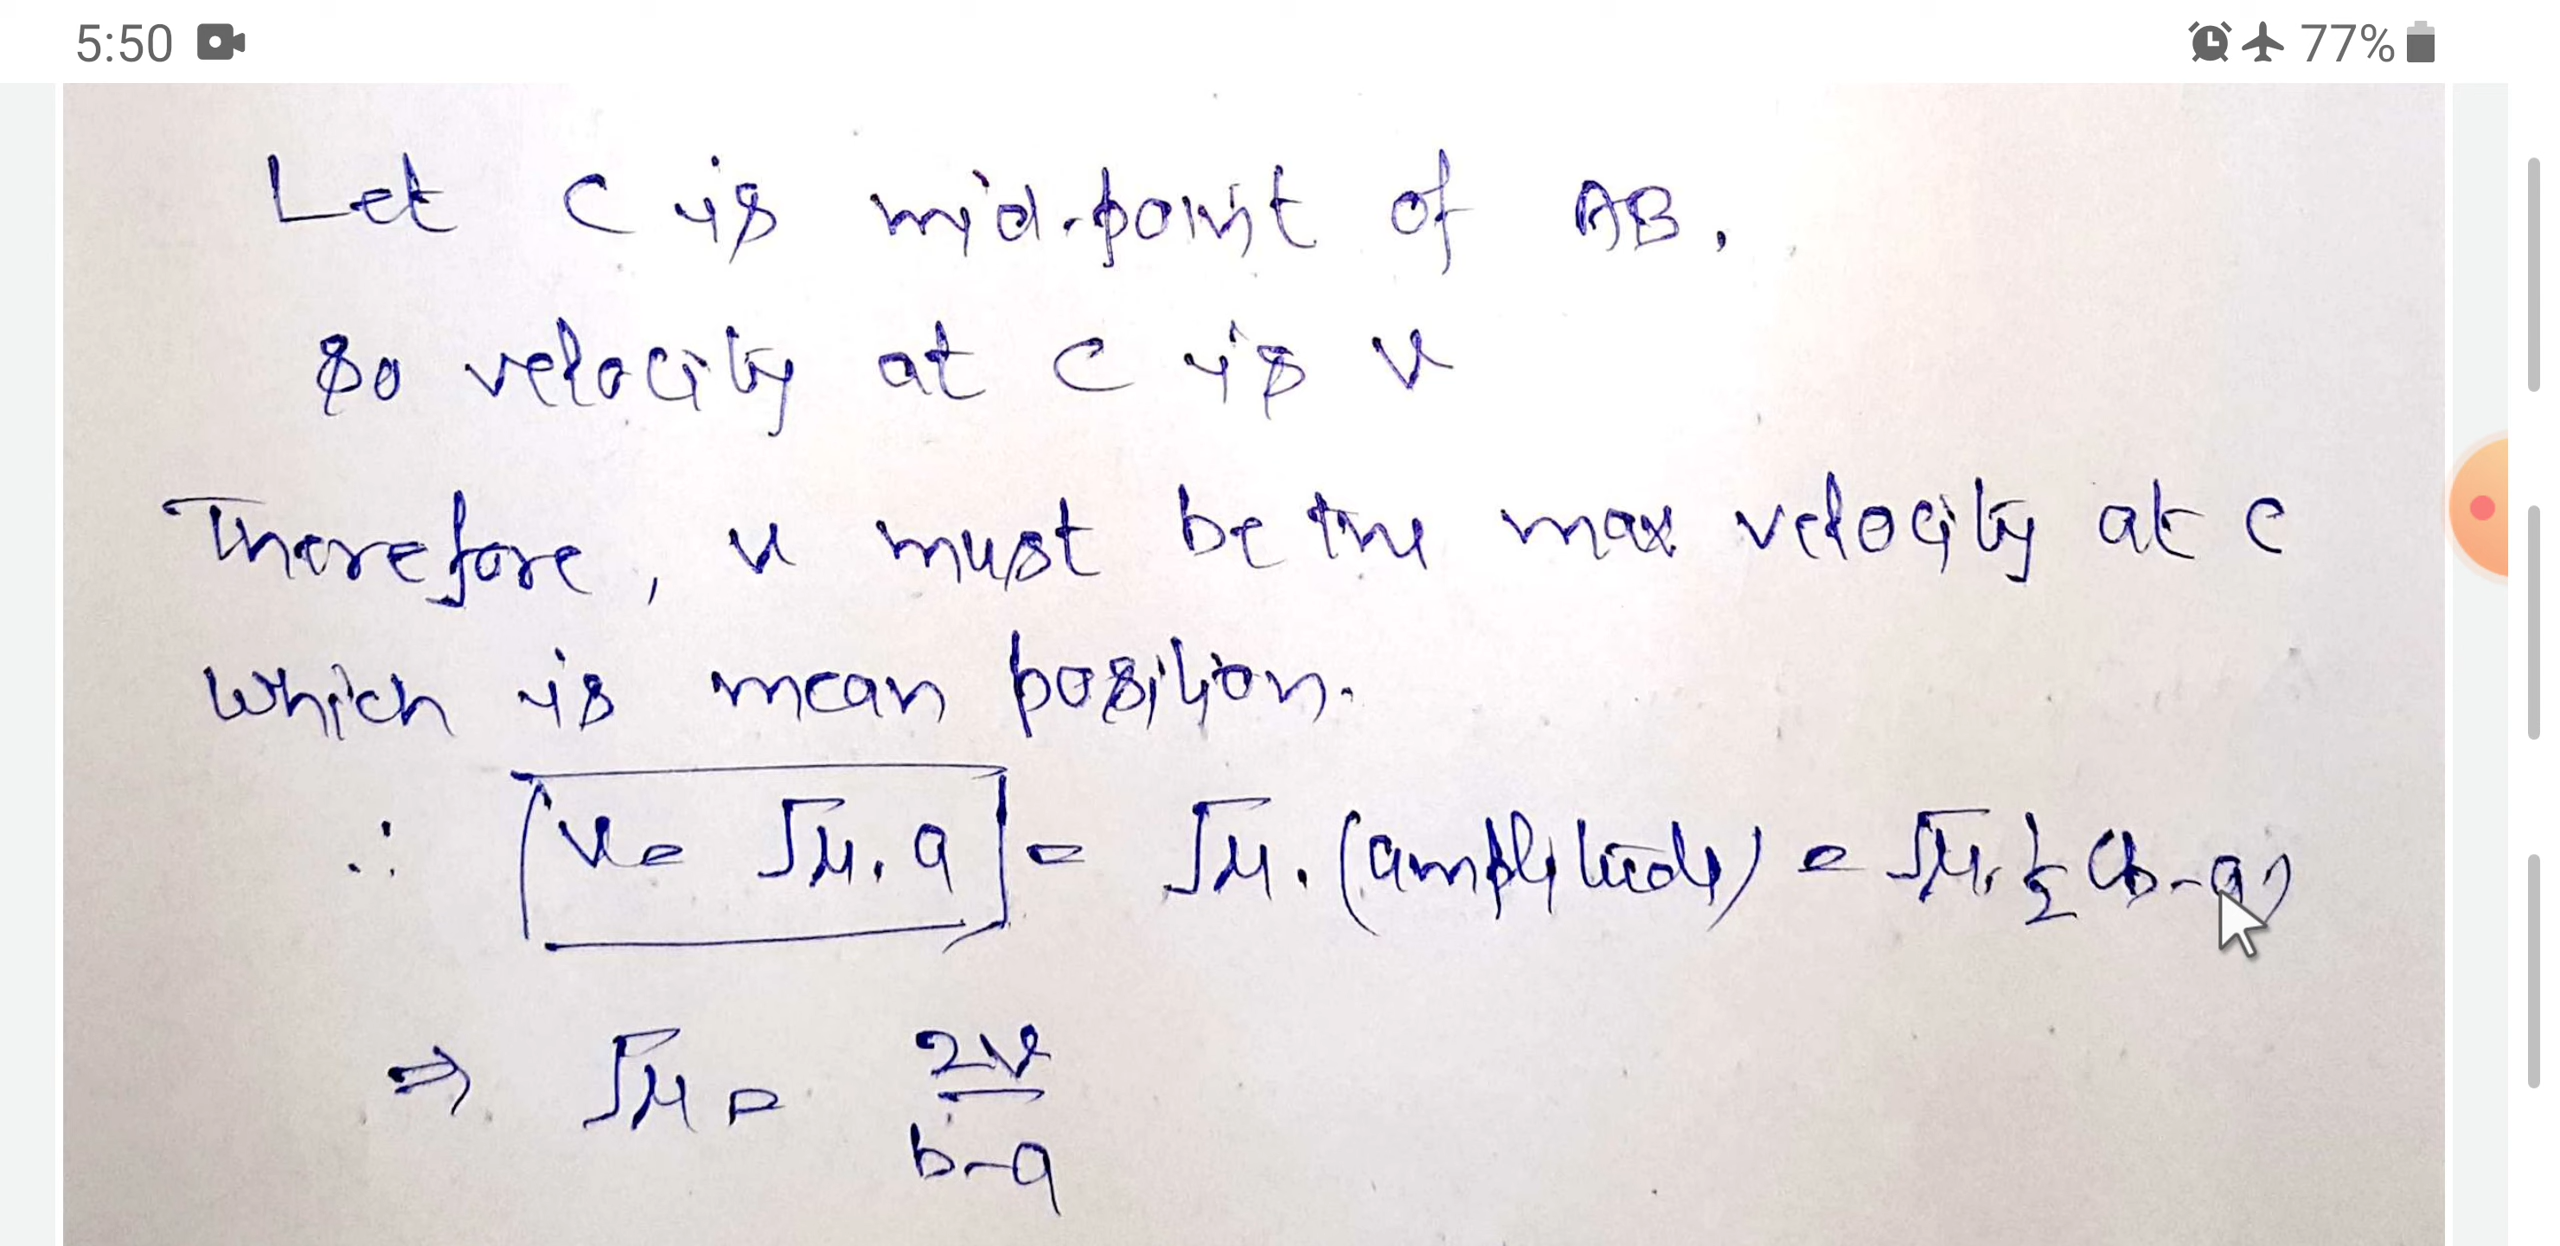 5:50 77%
Let C is mid-point of AB.
So velocity at C is v
Therefore, v must be the max velocity at C
which is mean position.
∴ v = √μ. a = √μ. (amplitude) = √μ. 1/2 (b-a)
⇒ √μ = 2v/b-a